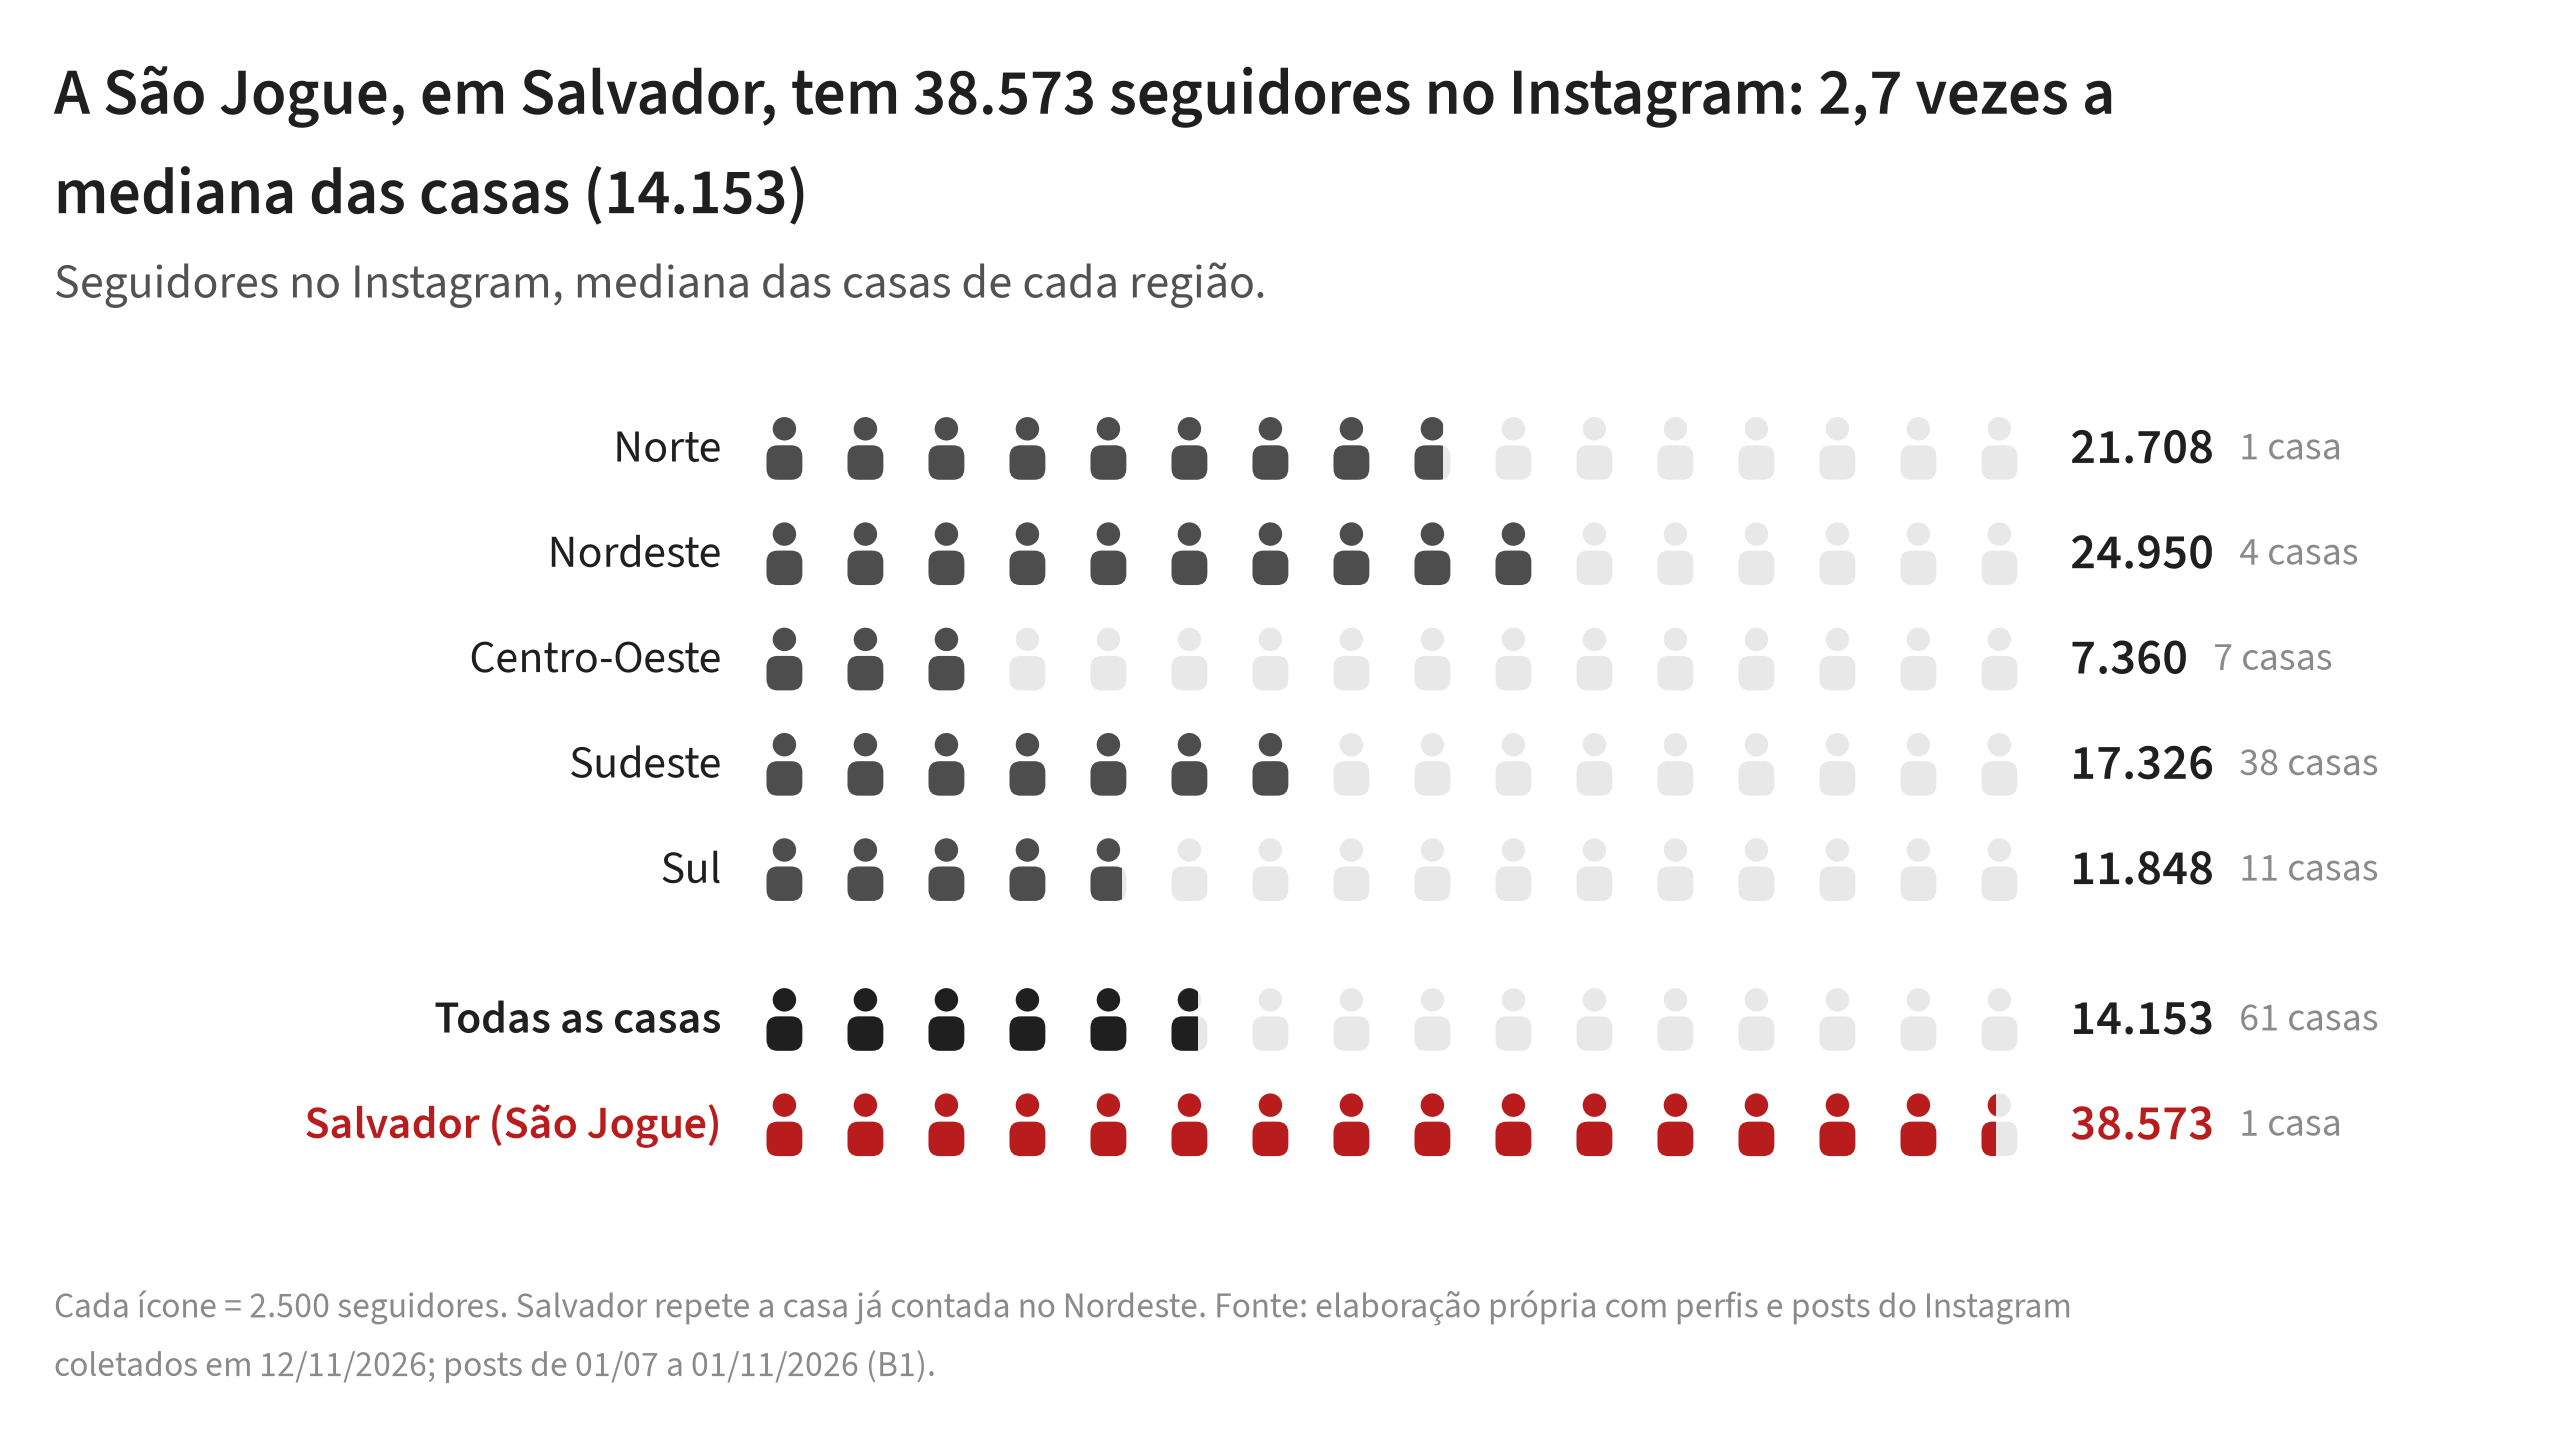 A São Jogue, em Salvador, tem 38.573 seguidores no Instagram: 2,7 vezes a
mediana das casas (14.153)
Seguidores no Instagram, mediana das casas de cada região.
Norte 21.708 1 casa
Nordeste 24.950 4 casas
Centro-Oeste 7.360 7 casas
Sudeste 17.326 38 casas
Sul 11.848 11 casas
Todas as casas 14.153 61 casas
Salvador (São Jogue) 38.573 1 casa
Cada ícone = 2.500 seguidores. Salvador repete a casa já contada no Nordeste. Fonte: elaboração própria com perfis e posts do Instagram
coletados em 12/11/2026; posts de 01/07 a 01/11/2026 (B1).